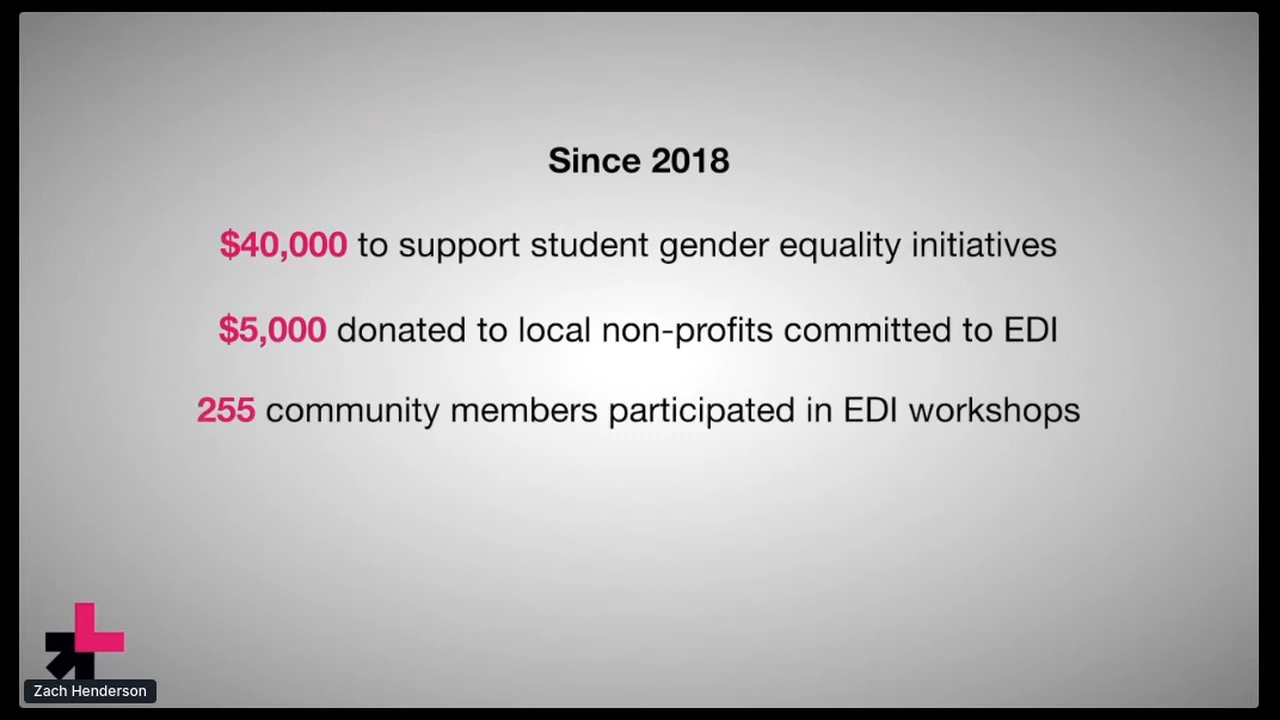 Since 2018
$40,000 to support student gender equality initiatives
$5,000 donated to local non-profits committed to EDI
255 community members participated in EDI workshops
Zach Henderson